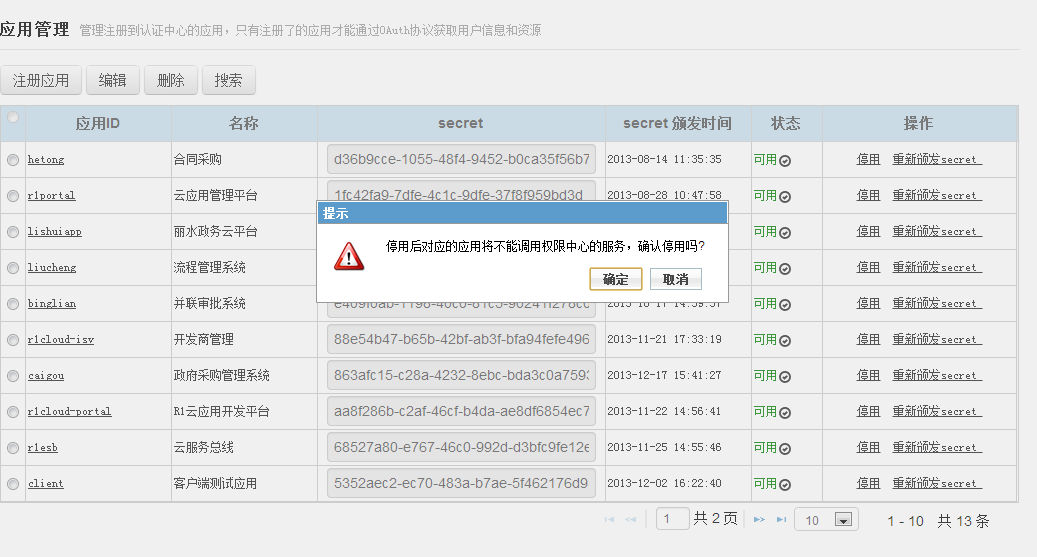 应用管理 管理注册到认证中心的应用，只有注册了的应用才能通过OAuth协议获取用户信息和资源
注册应用 编辑 删除 搜索
应用ID 名称 secret secret 颁发时间 状态 操作
hetong 合同采购 d36b9cce-1055-48f4-9452-b0ca35f56b7 2013-08-14 11:35:35 可用 停用 重新颁发secret
r1portal 云应用管理平台 1fc42fa9-7dfe-4c1c-9dfe-37f8f959bd3d 2013-08-28 10:47:58 可用 停用 重新颁发secret
提示
lishuiapp 丽水政务云平台 可用 停用 重新颁发secret
停用后对应的应用将不能调用权限中心的服务，确认停用吗?
liucheng 流程管理系统 可用 停用 重新颁发secret
确定 取消
binglian 并联审批系统 可用 停用 重新颁发secret
r1cloud-isv 开发商管理 88e54b47-b65b-42bf-ab3f-bfa94fefe496 2013-11-21 17:33:19 可用 停用 重新颁发secret
caigou 政府采购管理系统 863afc15-c28a-4232-8ebc-bda3c0a7593 2013-12-17 15:41:27 可用 停用 重新颁发secret
r1cloud-portal R1云应用开发平台 aa8f286b-c2af-46cf-b4da-ae8df6854ec7 2013-11-22 14:56:41 可用 停用 重新颁发secret
r1esb 云服务总线 68527a80-e767-46c0-992d-d3bfc9fe12e 2013-11-25 14:55:46 可用 停用 重新颁发secret
client 客户端测试应用 5352aec2-ec70-483a-b7ae-5f462176d9 2013-12-02 16:22:40 可用 停用 重新颁发secret
1 共 2 页 10 1 - 10 共 13 条